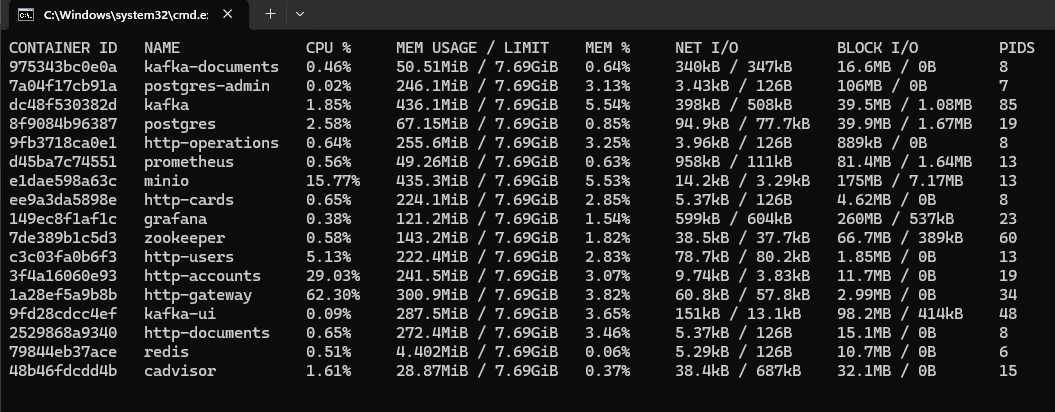 C:\Windows\system32\cmd.e
CONTAINER ID NAME CPU % MEM USAGE / LIMIT MEM % NET I/O BLOCK I/O PIDS
975343bc0e0a kafka-documents 0.46% 50.51MiB / 7.69GiB 0.64% 340kB / 347kB 16.6MB / 0B 8
7a04f17cb91a postgres-admin 0.02% 246.1MiB / 7.69GiB 3.13% 3.43kB / 126B 106MB / 0B 7
dc48f530382d kafka 1.85% 436.1MiB / 7.69GiB 5.54% 398kB / 508kB 39.5MB / 1.08MB 85
8f9084b96387 postgres 2.58% 67.15MiB / 7.69GiB 0.85% 94.9kB / 77.7kB 39.9MB / 1.67MB 19
9fb3718ca0e1 http-operations 0.64% 255.6MiB / 7.69GiB 3.25% 3.96kB / 126B 889kB / 0B 8
d45ba7c74551 prometheus 0.56% 49.26MiB / 7.69GiB 0.63% 958kB / 111kB 81.4MB / 1.64MB 13
e1dae598a63c minio 15.77% 435.3MiB / 7.69GiB 5.53% 14.2kB / 3.29kB 175MB / 7.17MB 13
ee9a3da5898e http-cards 0.65% 224.1MiB / 7.69GiB 2.85% 5.37kB / 126B 4.62MB / 0B 8
149ec8f1af1c grafana 0.38% 121.2MiB / 7.69GiB 1.54% 599kB / 604kB 260MB / 537kB 23
7de389b1c5d3 zookeeper 0.58% 143.2MiB / 7.69GiB 1.82% 38.5kB / 37.7kB 66.7MB / 389kB 60
c3c03fa0b6f3 http-users 5.13% 222.4MiB / 7.69GiB 2.83% 78.7kB / 80.2kB 1.85MB / 0B 13
3f4a16060e93 http-accounts 29.03% 241.5MiB / 7.69GiB 3.07% 9.74kB / 3.83kB 11.7MB / 0B 19
1a28ef5a9b8b http-gateway 62.30% 300.9MiB / 7.69GiB 3.82% 60.8kB / 57.8kB 2.99MB / 0B 34
9fd28cdcc4ef kafka-ui 0.09% 287.5MiB / 7.69GiB 3.65% 151kB / 13.1kB 98.2MB / 414kB 48
2529868a9340 http-documents 0.65% 272.4MiB / 7.69GiB 3.46% 5.37kB / 126B 15.1MB / 0B 8
79844eb37ace redis 0.51% 4.402MiB / 7.69GiB 0.06% 5.29kB / 126B 10.7MB / 0B 6
48b46fdcdd4b cadvisor 1.61% 28.87MiB / 7.69GiB 0.37% 38.4kB / 687kB 32.1MB / 0B 15